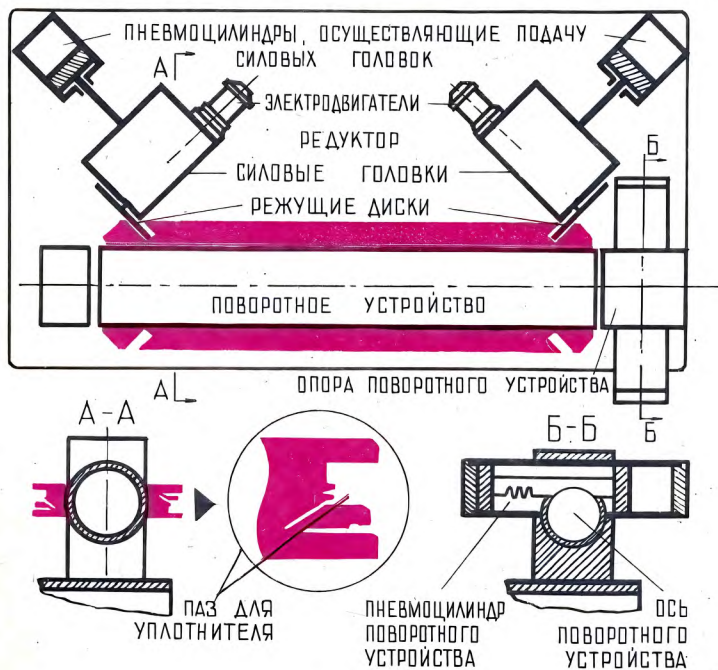 ПНЕВМОЦИЛИНДРЫ, ОСУЩЕСТВЛЯЮЩИЕ ПОДАЧУ
СИЛОВЫХ ГОЛОВОК
А
ЭЛЕКТРОДВИГАТЕЛИ
РЕДУКТОР
Б
СИЛОВЫЕ ГОЛОВКИ
РЕЖУЩИЕ ДИСКИ
ПОВОРОТНОЕ УСТРОЙСТВО
А
ОПОРА ПОВОРОТНОГО УСТРОЙСТВА
Б
А-А
Б-Б
ПАЗ ДЛЯ
УПЛОТНИТЕЛЯ
ПНЕВМОЦИЛИНДР
ПОВОРОТНОГО
УСТРОЙСТВА
ОСЬ
ПОВОРОТНОГО
УСТРОЙСТВА